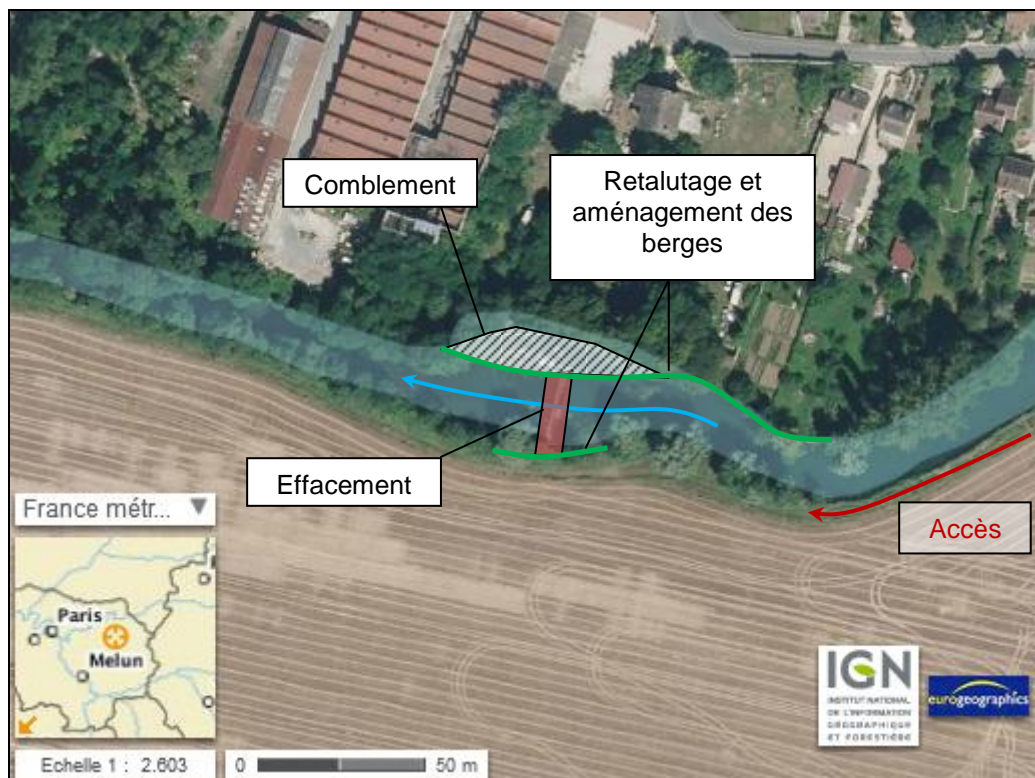 Comblement
Retalutage et
aménagement des
berges
Effacement
Accès
France métr...
Paris
Melun
Echelle 1 : 2.603
0
50 m
IGN
INSTITUT NATIONAL
DE L'INFORMATION
GÉOGRAPHIQUE
ET FORESTIÈRE
eurogeographics